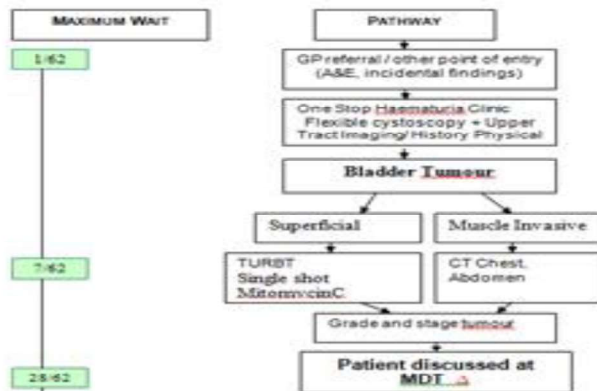 MAXIMUM WAIT
PATHWAY
1/62
GP referral / other point of entry
(A&E, incidental findings)
One Stop Haematuria Clinic
Flexible cystoscopy + Upper
Tract Imaging/ History Physical
Bladder Tumour
Superficial
Muscle Invasive
7/62
TURBT
Single shot
MitomycinC
CT Chest,
Abdomen
Grade and stage tumour
28/62
Patient discussed at
MDT △